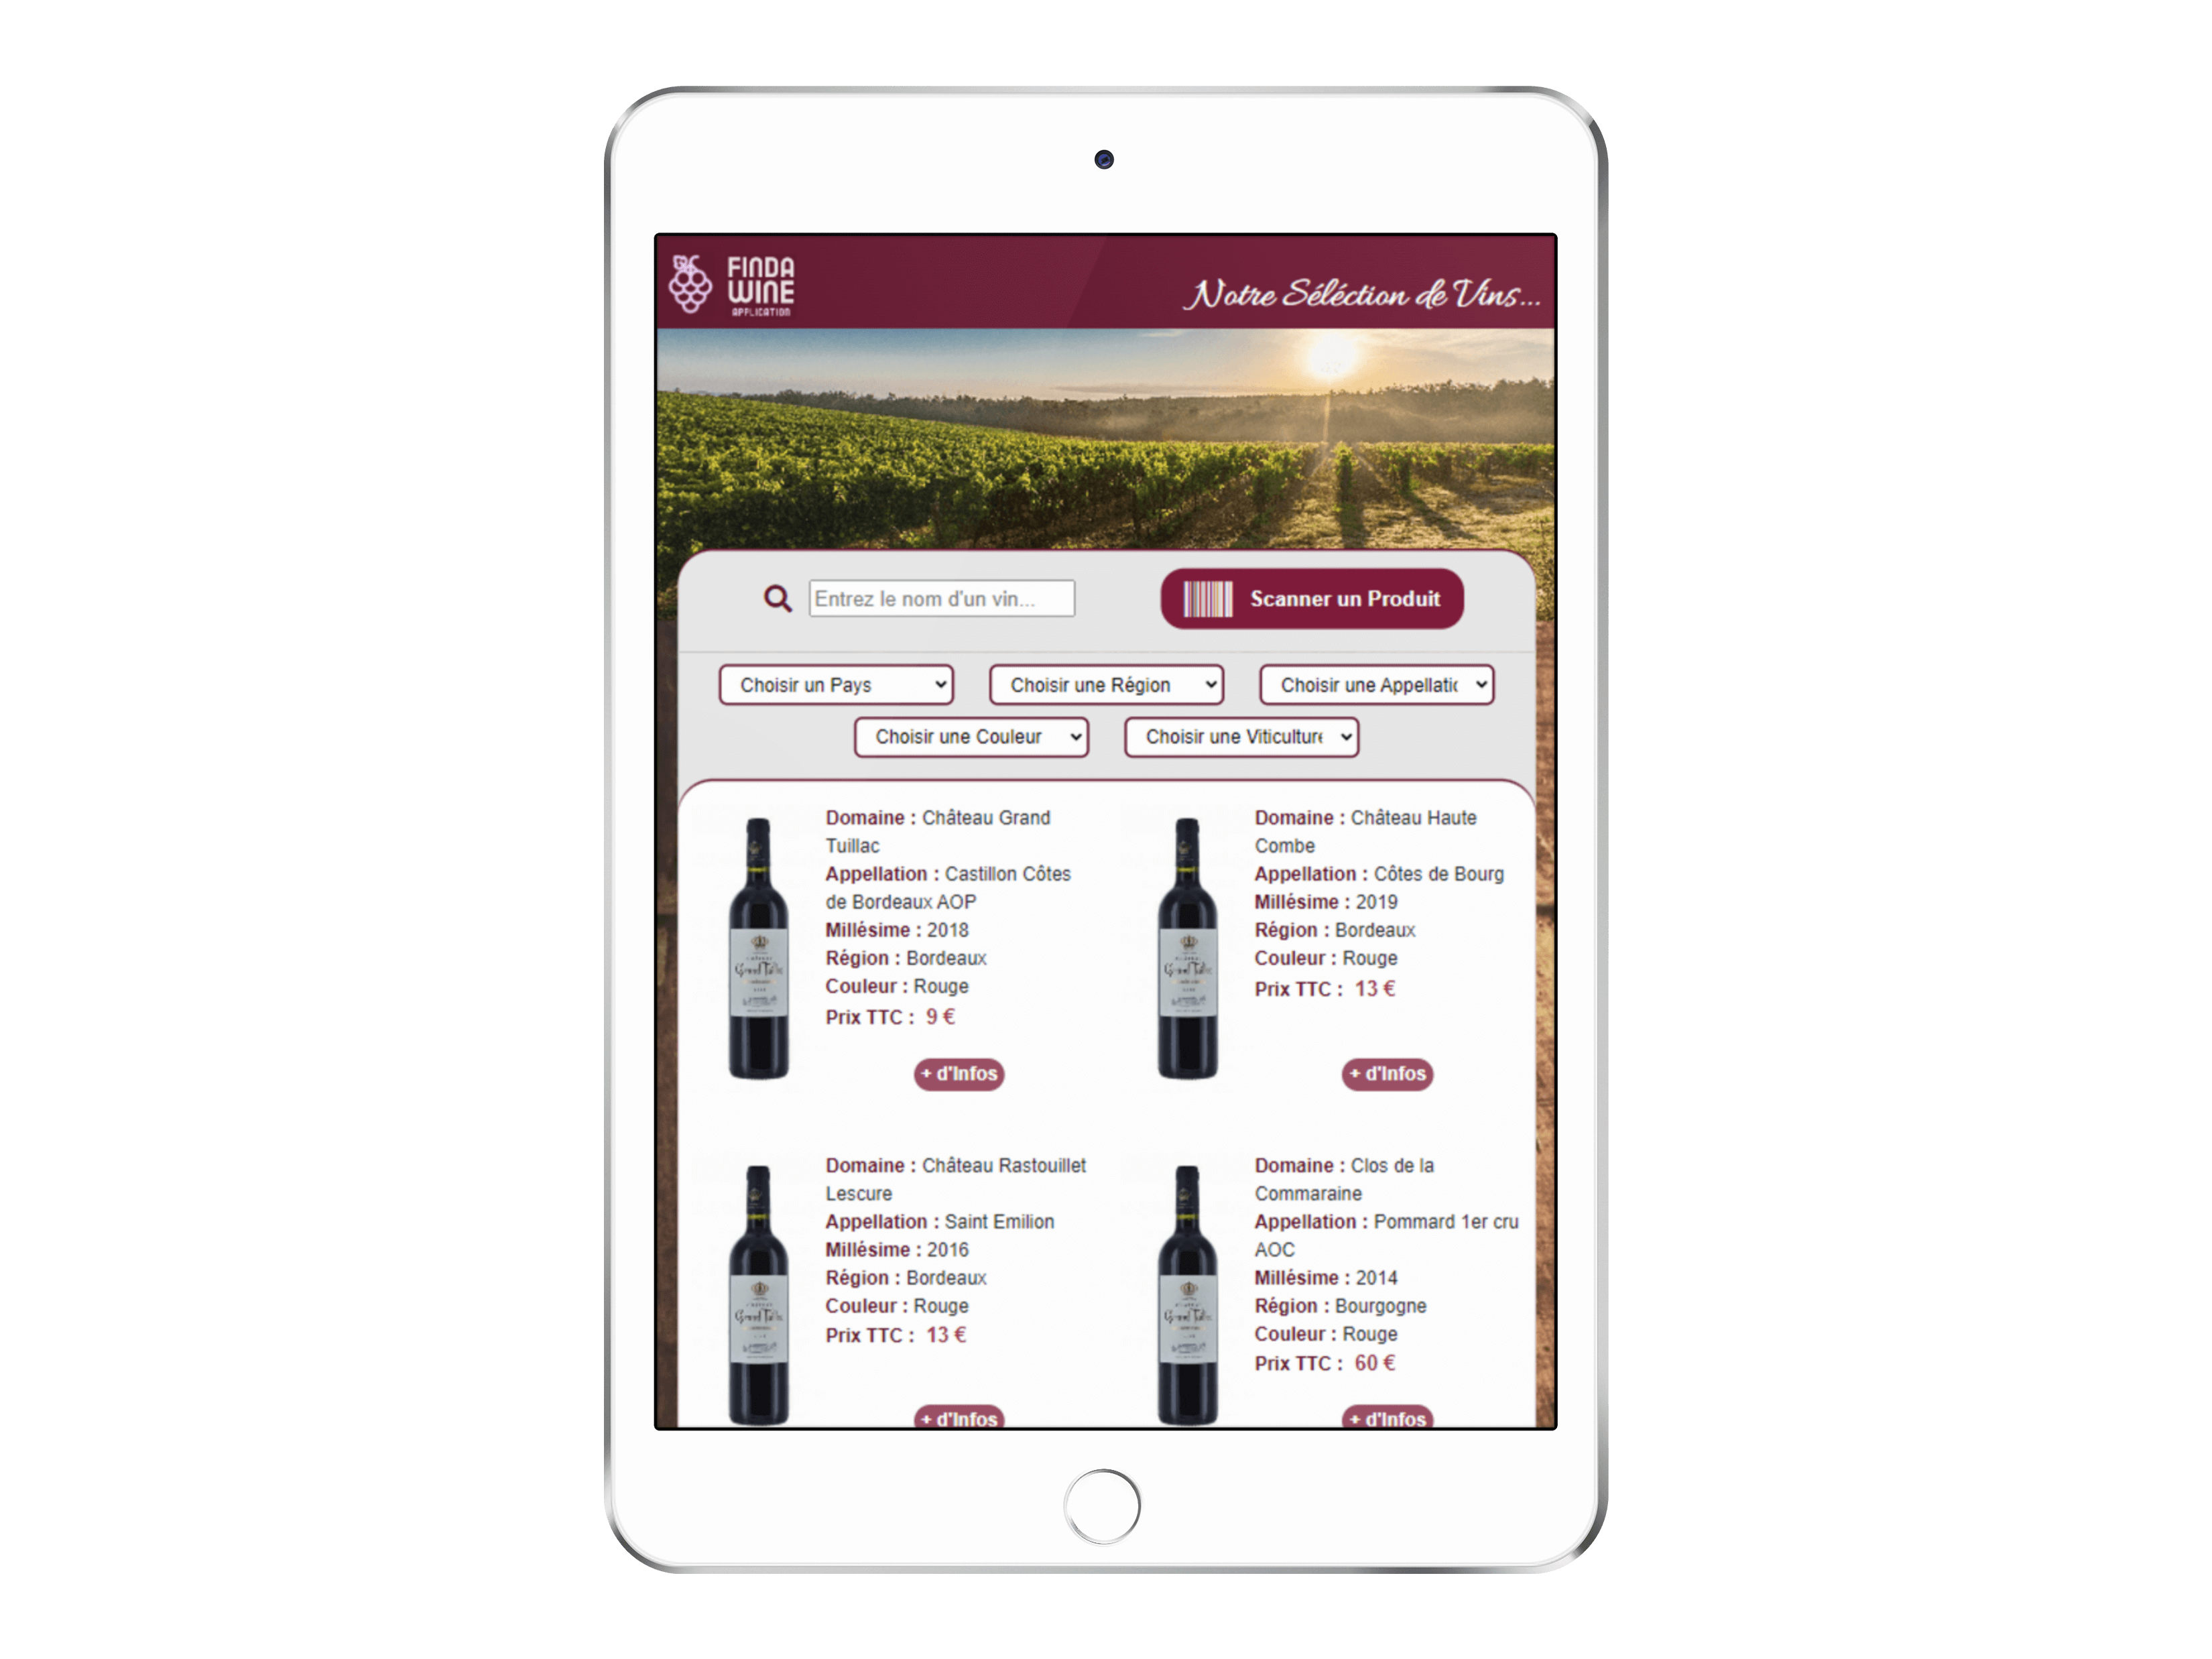 FINDA
WINE
APPLICATION
Notre Séléction de Vins...
Entrez le nom d'un vin...
Scanner un Produit
Choisir un Pays
Choisir une Région
Choisir une Appellatic
Choisir une Couleur
Choisir une Viticulture
Domaine : Château Grand
Tuillac
Appellation : Castillon Côtes
de Bordeaux AOP
Millésime : 2018
Région : Bordeaux
Couleur : Rouge
Prix TTC : 9 €
+ d'Infos
Domaine : Château Haute
Combe
Appellation : Côtes de Bourg
Millésime : 2019
Région : Bordeaux
Couleur : Rouge
Prix TTC : 13 €
+ d'Infos
Domaine : Château Rastouillet
Lescure
Appellation : Saint Emilion
Millésime : 2016
Région : Bordeaux
Couleur : Rouge
Prix TTC : 13 €
+ d'Infos
Domaine : Clos de la
Commaraine
Appellation : Pommard 1er cru
AOC
Millésime : 2014
Région : Bourgogne
Couleur : Rouge
Prix TTC : 60 €
+ d'Infos